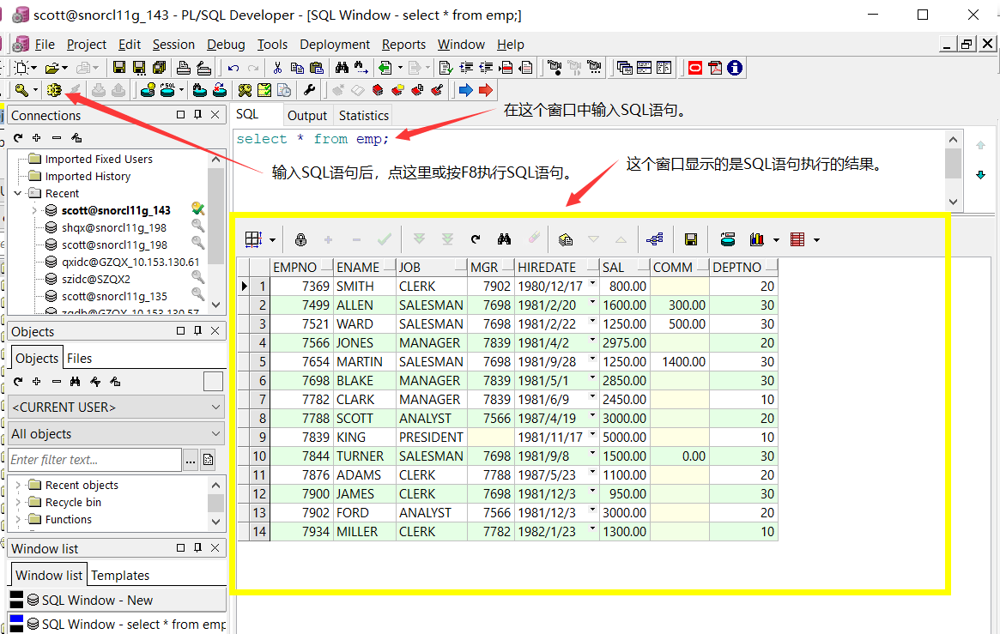 scott@snorcl11g_143 - PL/SQL Developer - [SQL Window - select * from emp;]
File Project Edit Session Debug Tools Deployment Reports Window Help
Connections
Imported Fixed Users
Imported History
Recent
scott@snorcl11g_143
shqx@snorcl11g_198
scott@snorcl11g_198
qxidc@GZQX_10.153.130.61
szidc@SZQX2
scott@snorcl11g_135
zqdb@GZQX_10.153.130.57
Objects
Objects Files
<CURRENT USER>
All objects
Enter filter text...
Recent objects
Recycle bin
Functions
Window list
Window list Templates
SQL Window - New
SQL Window - select * from emp
SQL Output Statistics
在这个窗口中输入SQL语句。
select * from emp;
输入SQL语句后，点这里或按F8执行SQL语句。
这个窗口显示的是SQL语句执行的结果。
EMPNO ENAME JOB MGR HIREDATE SAL COMM DEPTNO
1 7369 SMITH CLERK 7902 1980/12/17 800.00 20
2 7499 ALLEN SALESMAN 7698 1981/2/20 1600.00 300.00 30
3 7521 WARD SALESMAN 7698 1981/2/22 1250.00 500.00 30
4 7566 JONES MANAGER 7839 1981/4/2 2975.00 20
5 7654 MARTIN SALESMAN 7698 1981/9/28 1250.00 1400.00 30
6 7698 BLAKE MANAGER 7839 1981/5/1 2850.00 30
7 7782 CLARK MANAGER 7839 1981/6/9 2450.00 10
8 7788 SCOTT ANALYST 7566 1987/4/19 3000.00 20
9 7839 KING PRESIDENT 1981/11/17 5000.00 10
10 7844 TURNER SALESMAN 7698 1981/9/8 1500.00 0.00 30
11 7876 ADAMS CLERK 7788 1987/5/23 1100.00 20
12 7900 JAMES CLERK 7698 1981/12/3 950.00 30
13 7902 FORD ANALYST 7566 1981/12/3 3000.00 20
14 7934 MILLER CLERK 7782 1982/1/23 1300.00 10